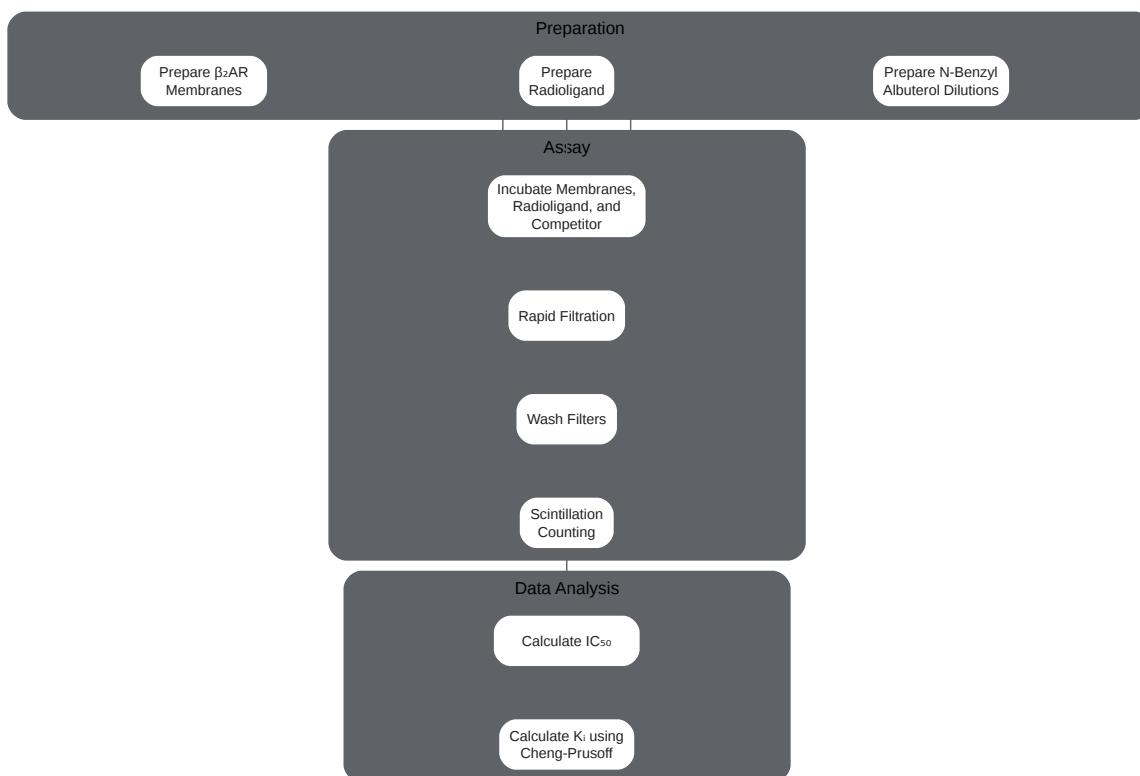 Preparation
Prepare β₂AR
Membranes
Prepare
Radioligand
Prepare N-Benzyl
Albuterol Dilutions
Assay
Incubate Membranes,
Radioligand, and
Competitor
Rapid Filtration
Wash Filters
Scintillation
Counting
Data Analysis
Calculate IC₅₀
Calculate Kᵢ using
Cheng-Prusoff